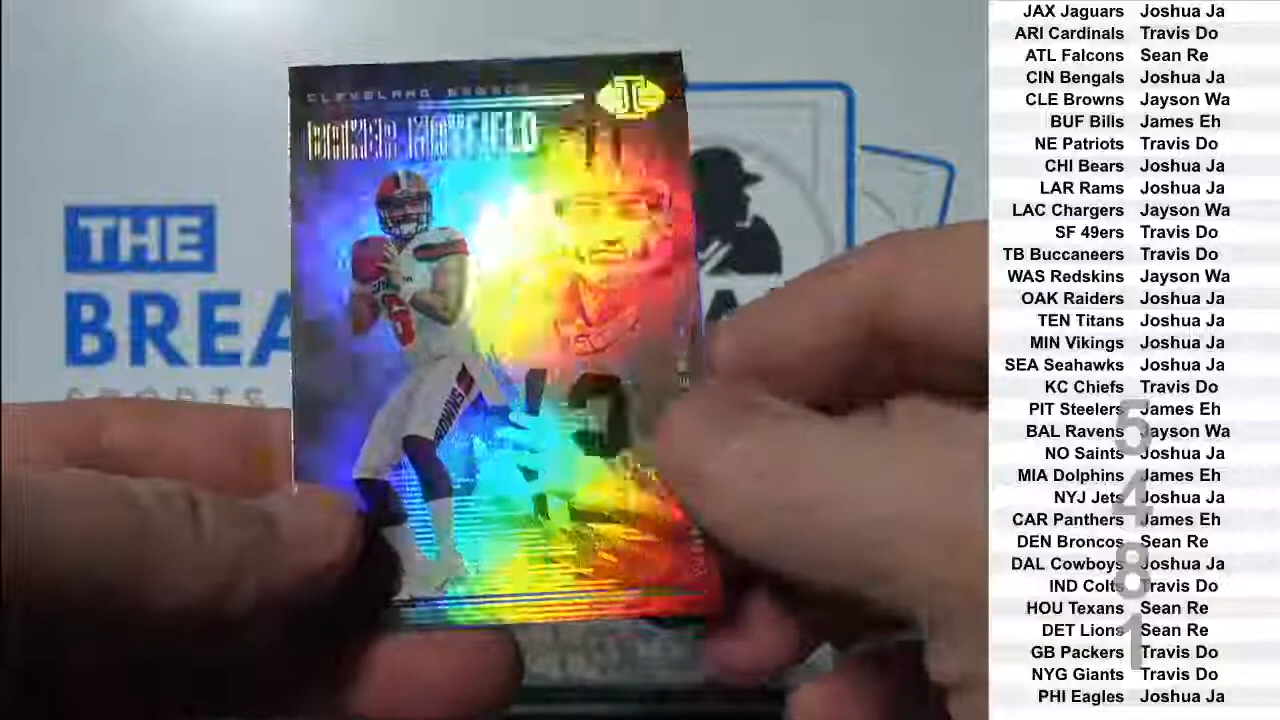 CLEVELAND BROWNS
BAKER MAYFIELD
THE
BREA
SPORTS
BROWNS
6
JAX Jaguars Joshua Ja
ARI Cardinals Travis Do
ATL Falcons Sean Re
CIN Bengals Joshua Ja
CLE Browns Jayson Wa
BUF Bills James Eh
NE Patriots Travis Do
CHI Bears Joshua Ja
LAR Rams Joshua Ja
LAC Chargers Jayson Wa
SF 49ers Travis Do
TB Buccaneers Travis Do
WAS Redskins Jayson Wa
OAK Raiders Joshua Ja
TEN Titans Joshua Ja
MIN Vikings Joshua Ja
SEA Seahawks Joshua Ja
KC Chiefs Travis Do
PIT Steelers James Eh
BAL Ravens Jayson Wa
NO Saints Joshua Ja
MIA Dolphins James Eh
NYJ Jets Joshua Ja
CAR Panthers James Eh
DEN Broncos Sean Re
DAL Cowboys Joshua Ja
IND Colts Travis Do
HOU Texans Sean Re
DET Lions Sean Re
GB Packers Travis Do
NYG Giants Travis Do
PHI Eagles Joshua Ja
5
4
8
1